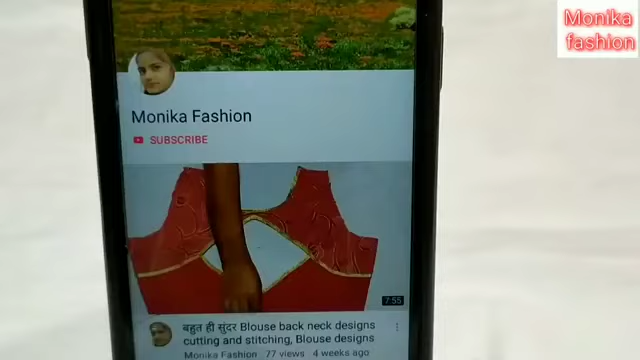 Monika
fashion
Monika Fashion
SUBSCRIBE
7:55
बहुत ही सुंदर Blouse back neck designs
cutting and stitching, Blouse designs
Monika Fashion 77 views 4 weeks ago